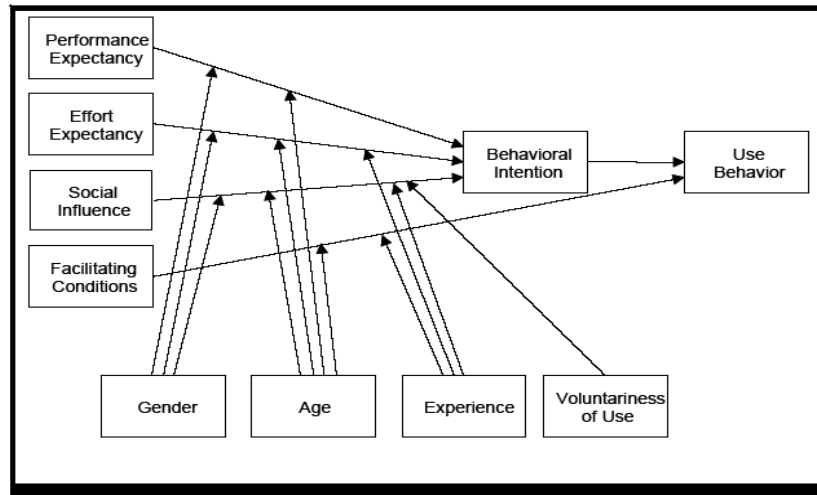 Performance
Expectancy
Effort
Expectancy
Social
Influence
Facilitating
Conditions
Behavioral
Intention
Use
Behavior
Gender
Age
Experience
Voluntariness
of Use